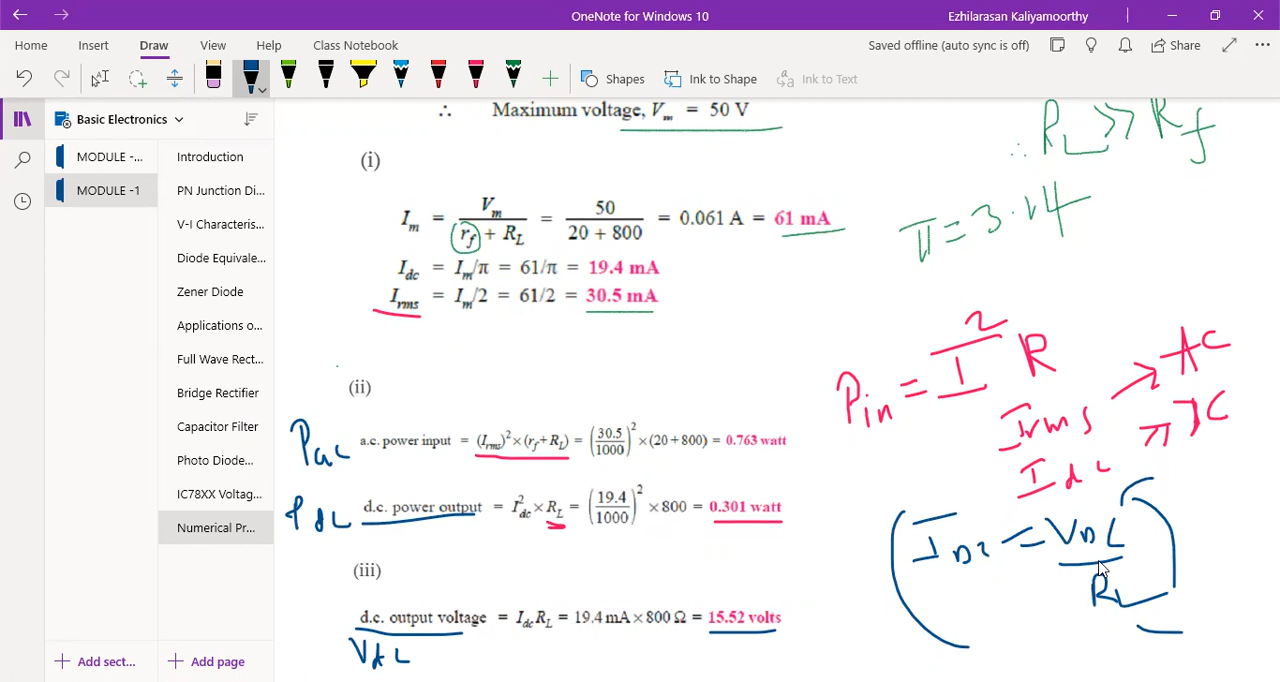 OneNote for Windows 10
Ezhilarasan Kaliyamoorthy
Home Insert Draw View Help Class Notebook
Saved offline (auto sync is off) Share
Shapes Ink to Shape Ink to Text
Basic Electronics
MODULE -...
MODULE -1
Introduction
PN Junction Di...
V-I Characteris...
Diode Equivale...
Zener Diode
Applications o...
Full Wave Rect...
Bridge Rectifier
Capacitor Filter
Photo Diode...
IC78XX Voltag...
Numerical Pr...
+ Add sect...
+ Add page
∴ Maximum voltage, Vm = 50 V
∴ RL >> Rf
(i)
π = 3.14
Im = Vm / (rf + RL) = 50 / (20 + 800) = 0.061 A = 61 mA
Idc = Im/π = 61/π = 19.4 mA
Irms = Im/2 = 61/2 = 30.5 mA
Pin = I² R
Irms → AC
Idc
(ii)
Pac a.c. power input = (Irms)² × (rf + RL) = (30.5/1000)² × (20 + 800) = 0.763 watt
Pdc d.c. power output = I²dc × RL = (19.4/1000)² × 800 = 0.301 watt
(iii)
d.c. output voltage = Idc RL = 19.4 mA × 800 Ω = 15.52 volts
Vdc